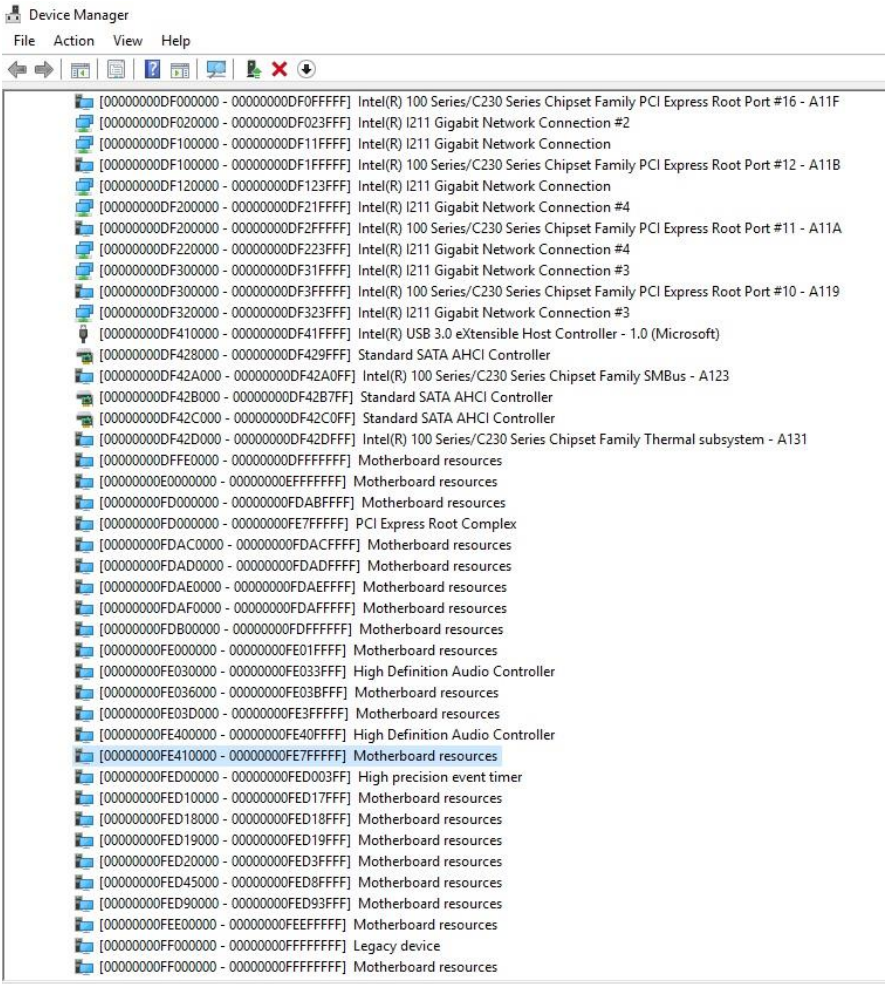 Device Manager
File Action View Help
[00000000DF000000 - 00000000DF0FFFFF] Intel(R) 100 Series/C230 Series Chipset Family PCI Express Root Port #16 - A11F
[00000000DF020000 - 00000000DF023FFF] Intel(R) I211 Gigabit Network Connection #2
[00000000DF100000 - 00000000DF11FFFF] Intel(R) I211 Gigabit Network Connection
[00000000DF100000 - 00000000DF1FFFFF] Intel(R) 100 Series/C230 Series Chipset Family PCI Express Root Port #12 - A11B
[00000000DF120000 - 00000000DF123FFF] Intel(R) I211 Gigabit Network Connection
[00000000DF200000 - 00000000DF21FFFF] Intel(R) I211 Gigabit Network Connection #4
[00000000DF200000 - 00000000DF2FFFFF] Intel(R) 100 Series/C230 Series Chipset Family PCI Express Root Port #11 - A11A
[00000000DF220000 - 00000000DF223FFF] Intel(R) I211 Gigabit Network Connection #4
[00000000DF300000 - 00000000DF31FFFF] Intel(R) I211 Gigabit Network Connection #3
[00000000DF300000 - 00000000DF3FFFFF] Intel(R) 100 Series/C230 Series Chipset Family PCI Express Root Port #10 - A119
[00000000DF320000 - 00000000DF323FFF] Intel(R) I211 Gigabit Network Connection #3
[00000000DF410000 - 00000000DF41FFFF] Intel(R) USB 3.0 eXtensible Host Controller - 1.0 (Microsoft)
[00000000DF428000 - 00000000DF429FFF] Standard SATA AHCI Controller
[00000000DF42A000 - 00000000DF42A0FF] Intel(R) 100 Series/C230 Series Chipset Family SMBus - A123
[00000000DF42B000 - 00000000DF42B7FF] Standard SATA AHCI Controller
[00000000DF42C000 - 00000000DF42C0FF] Standard SATA AHCI Controller
[00000000DF42D000 - 00000000DF42DFFF] Intel(R) 100 Series/C230 Series Chipset Family Thermal subsystem - A131
[00000000DFFE0000 - 00000000DFFFFFFF] Motherboard resources
[00000000E0000000 - 00000000EFFFFFFF] Motherboard resources
[00000000FD000000 - 00000000FDABFFFF] Motherboard resources
[00000000FD000000 - 00000000FE7FFFFF] PCI Express Root Complex
[00000000FDAC0000 - 00000000FDACFFFF] Motherboard resources
[00000000FDAD0000 - 00000000FDADFFFF] Motherboard resources
[00000000FDAE0000 - 00000000FDAEFFFF] Motherboard resources
[00000000FDAF0000 - 00000000FDAFFFFF] Motherboard resources
[00000000FDB00000 - 00000000FDFFFFFF] Motherboard resources
[00000000FE000000 - 00000000FE01FFFF] Motherboard resources
[00000000FE030000 - 00000000FE033FFF] High Definition Audio Controller
[00000000FE036000 - 00000000FE03BFFF] Motherboard resources
[00000000FE03D000 - 00000000FE3FFFFF] Motherboard resources
[00000000FE400000 - 00000000FE40FFFF] High Definition Audio Controller
[00000000FE410000 - 00000000FE7FFFFF] Motherboard resources
[00000000FED00000 - 00000000FED003FF] High precision event timer
[00000000FED10000 - 00000000FED17FFF] Motherboard resources
[00000000FED18000 - 00000000FED18FFF] Motherboard resources
[00000000FED19000 - 00000000FED19FFF] Motherboard resources
[00000000FED20000 - 00000000FED3FFFF] Motherboard resources
[00000000FED45000 - 00000000FED8FFFF] Motherboard resources
[00000000FED90000 - 00000000FED93FFF] Motherboard resources
[00000000FEE00000 - 00000000FEEFFFFF] Motherboard resources
[00000000FF000000 - 00000000FFFFFFFF] Legacy device
[00000000FF000000 - 00000000FFFFFFFF] Motherboard resources